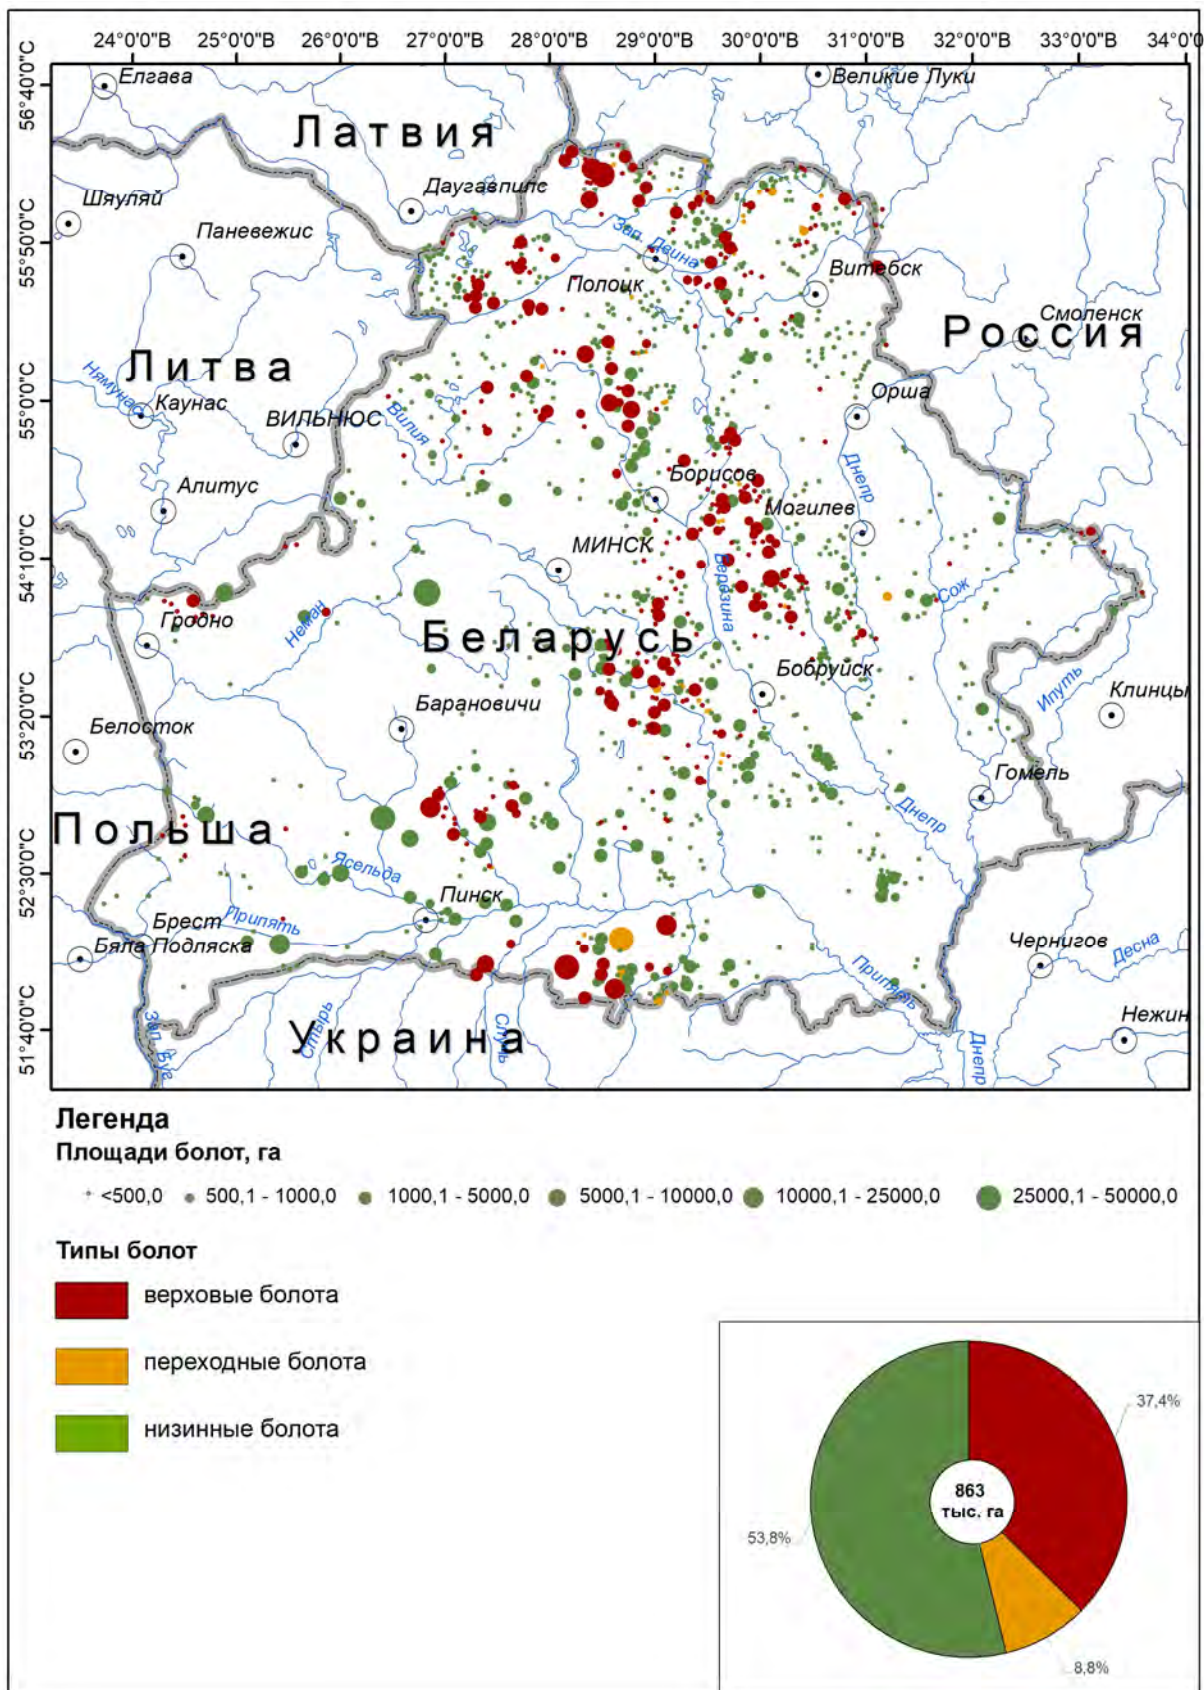 24°0'0"В 25°0'0"В 26°0'0"В 27°0'0"В 28°0'0"В 29°0'0"В 30°0'0"В 31°0'0"В 32°0'0"В 33°0'0"В 34°0'0"В
56°40'0"С
55°50'0"С
55°0'0"С
54°10'0"С
53°20'0"С
52°30'0"С
51°40'0"С
Елгава
Великие Луки
Латвия
Шяуляй
Даугавпилс
Паневежис
Зап. Двина
Полоцк
Витебск
Смоленск
Россия
Литва
Нямунас
Каунас
ВИЛЬНЮС
Вилия
Орша
Алитус
Борисов
Днепр
Могилев
МИНСК
Березина
Сож
Гродно
Неман
Беларусь
Бобруйск
Ипуть
Клинцы
Белосток
Барановичи
Гомель
Днепр
Польша
Ясельда
Пинск
Брест
Припять
Бяла Подляска
Чернигов
Десна
Припять
Украина
Стырь
Ствиг
Зап. Буг
Днепр
Нежин
Легенда
Площади болот, га
<500,0 500,1 - 1000,0 1000,1 - 5000,0 5000,1 - 10000,0 10000,1 - 25000,0 25000,1 - 50000,0
Типы болот
верховые болота
переходные болота
низинные болота
37,4%
863
тыс. га
53,8%
8,8%